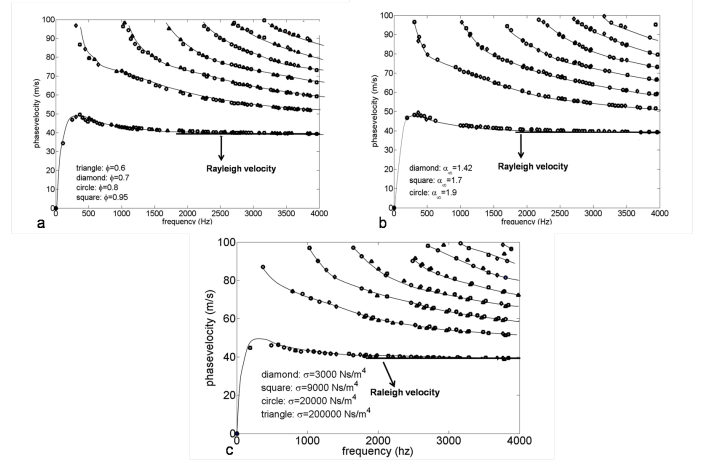 100
90
80
70
60
50
40
30
20
10
0
phasevelocity (m/s)
0 500 1000 1500 2000 2500 3000 3500 4000
frequency (Hz)
Rayleigh velocity
triangle: ϕ=0.6
diamond: ϕ=0.7
circle: ϕ=0.8
square: ϕ=0.95
a
100
90
80
70
60
50
40
30
20
10
0
phasevelocity (m/s)
0 500 1000 1500 2000 2500 3000 3500 4000
frequency (Hz)
Rayleigh velocity
diamond: α∞=1.42
square: α∞=1.7
circle: α∞=1.9
b
100
80
60
40
20
0
phasevelocity (m/s)
0 1000 2000 3000 4000
frequency (hz)
Raleigh velocity
diamond: σ=3000 Ns/m⁴
square: σ=9000 Ns/m⁴
circle: σ=20000 Ns/m⁴
triangle: σ=200000 Ns/m⁴
c